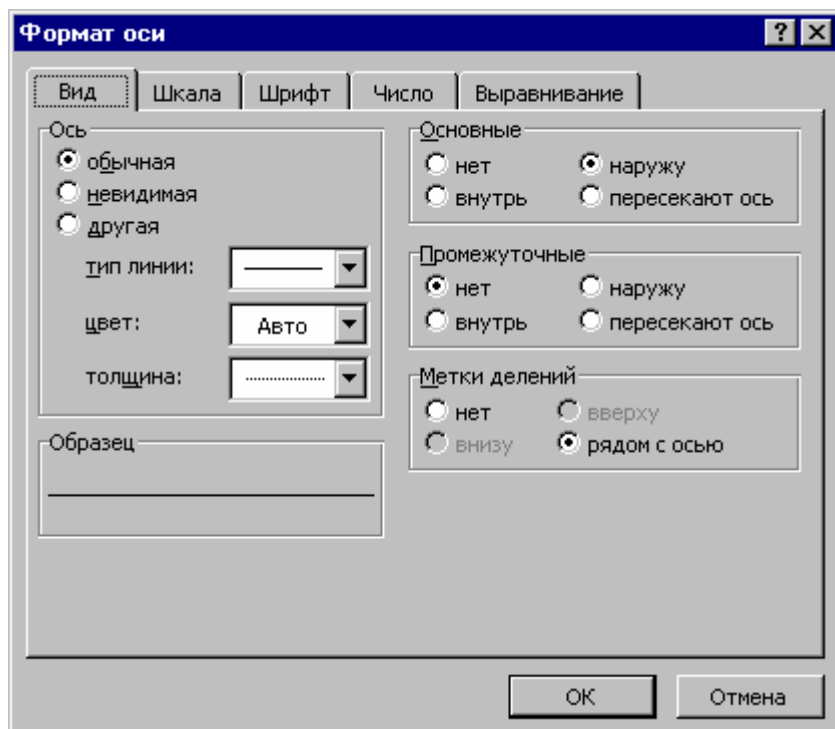 Формат оси
Вид Шкала Шрифт Число Выравнивание
Ось
обычная
невидимая
другая
тип линии:
цвет: Авто
толщина:
Образец
Основные
нет наружу
внутрь пересекают ось
Промежуточные
нет наружу
внутрь пересекают ось
Метки делений
нет вверху
внизу рядом с осью
ОК Отмена